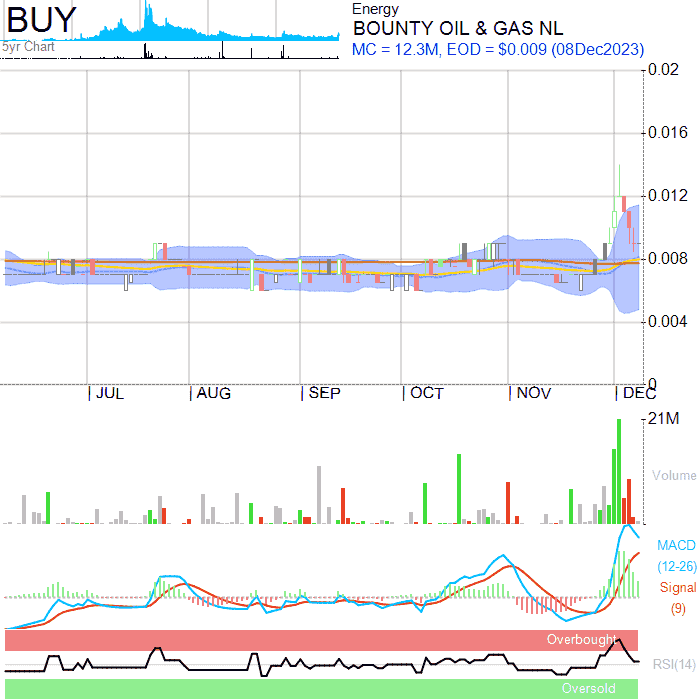 BUY
5yr Chart
Energy
BOUNTY OIL & GAS NL
MC = 12.3M, EOD = $0.009 (08Dec2023)
0.02
0.016
0.012
0.008
0.004
0
JUL AUG SEP OCT NOV DEC
21M
Volume
MACD
(12-26)
Signal
(9)
Overbought
RSI(14)
Oversold